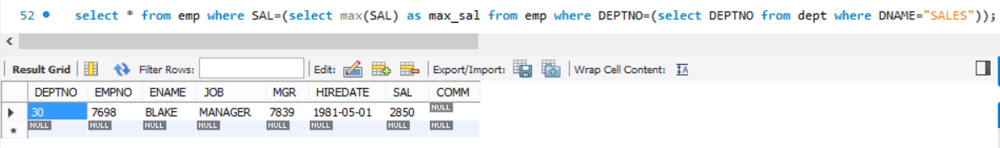 52 select * from emp where SAL=(select max(SAL) as max_sal from emp where DEPTNO=(select DEPTNO from dept where DNAME="SALES"));
Result Grid Filter Rows: Edit: Export/Import: Wrap Cell Content: IA
DEPTNO EMPNO ENAME JOB MGR HIREDATE SAL COMM
30 7698 BLAKE MANAGER 7839 1981-05-01 2850 NULL
NULL NULL NULL NULL NULL NULL NULL NULL